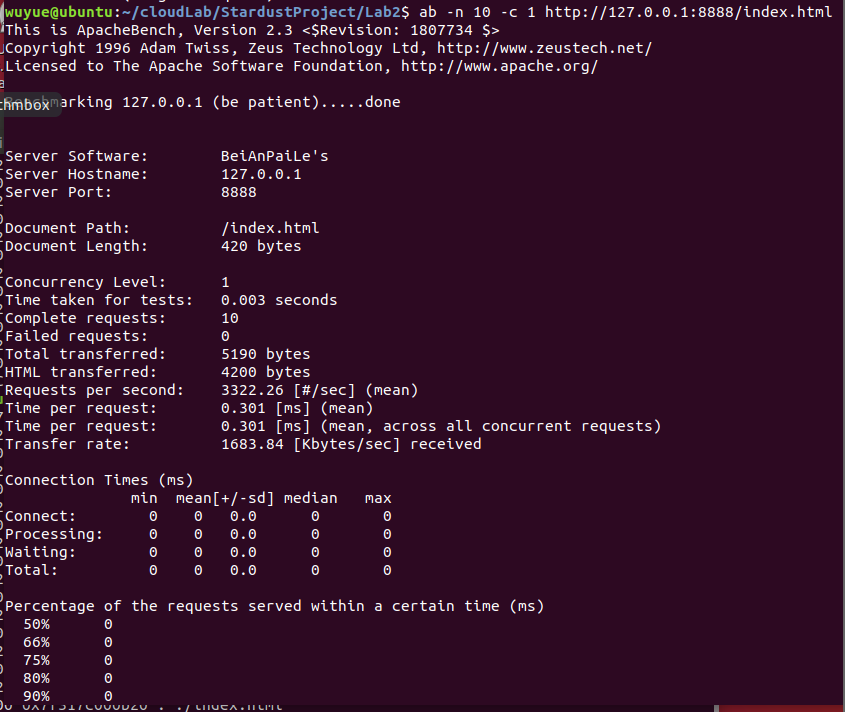 wuyue@ubuntu:~/cloudLab/StardustProject/Lab2$ ab -n 10 -c 1 http://127.0.0.1:8888/index.html
This is ApacheBench, Version 2.3 <$Revision: 1807734 $>
Copyright 1996 Adam Twiss, Zeus Technology Ltd, http://www.zeustech.net/
Licensed to The Apache Software Foundation, http://www.apache.org/
Benchmarking 127.0.0.1 (be patient).....done
thmbox
Server Software:        BeiAnPaiLe's
Server Hostname:        127.0.0.1
Server Port:            8888
Document Path:          /index.html
Document Length:        420 bytes
Concurrency Level:      1
Time taken for tests:   0.003 seconds
Complete requests:      10
Failed requests:        0
Total transferred:      5190 bytes
HTML transferred:       4200 bytes
Requests per second:    3322.26 [#/sec] (mean)
Time per request:       0.301 [ms] (mean)
Time per request:       0.301 [ms] (mean, across all concurrent requests)
Transfer rate:          1683.84 [Kbytes/sec] received
Connection Times (ms)
              min  mean[+/-sd] median   max
Connect:        0    0   0.0      0       0
Processing:     0    0   0.0      0       0
Waiting:        0    0   0.0      0       0
Total:          0    0   0.0      0       0
Percentage of the requests served within a certain time (ms)
  50%      0
  66%      0
  75%      0
  80%      0
  90%      0
./index.html